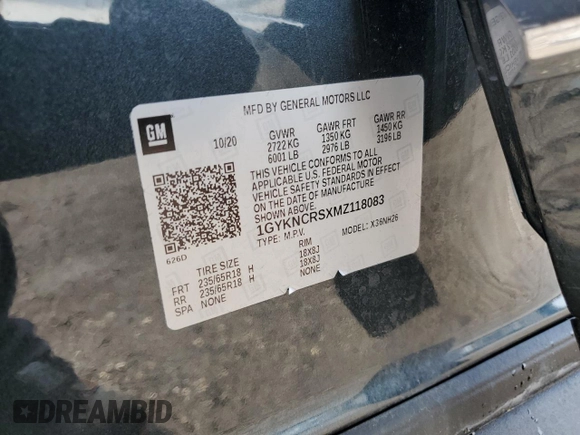 MFD BY GENERAL MOTORS LLC
GM
10/20
GVWR GAWR FRT GAWR RR
2722 KG 1350 KG 1450 KG
6001 LB 2976 LB 3196 LB
THIS VEHICLE CONFORMS TO ALL
APPLICABLE U.S. FEDERAL MOTOR
VEHICLE SAFETY STANDARDS IN EFFECT
ON THE DATE OF MANUFACTURE
SHOWN ABOVE.
1GYKNCRSXMZ118083
TYPE: M.P.V. MODEL: X36NH26
626D
TIRE SIZE RIM
FRT 235/65R18 H 18X8J
RR 235/65R18 H 18X8J
SPA NONE NONE
DREAMBID